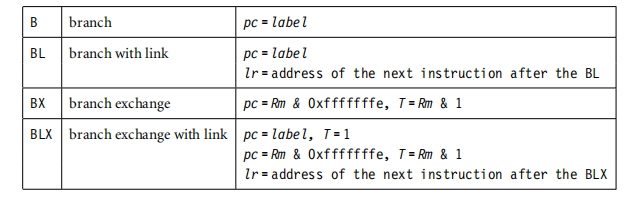 B branch pc = label
BL branch with link pc = label
lr = address of the next instruction after the BL
BX branch exchange pc = Rm & 0xfffffffe, T = Rm & 1
BLX branch exchange with link pc = label, T = 1
pc = Rm & 0xfffffffe, T = Rm & 1
lr = address of the next instruction after the BLX